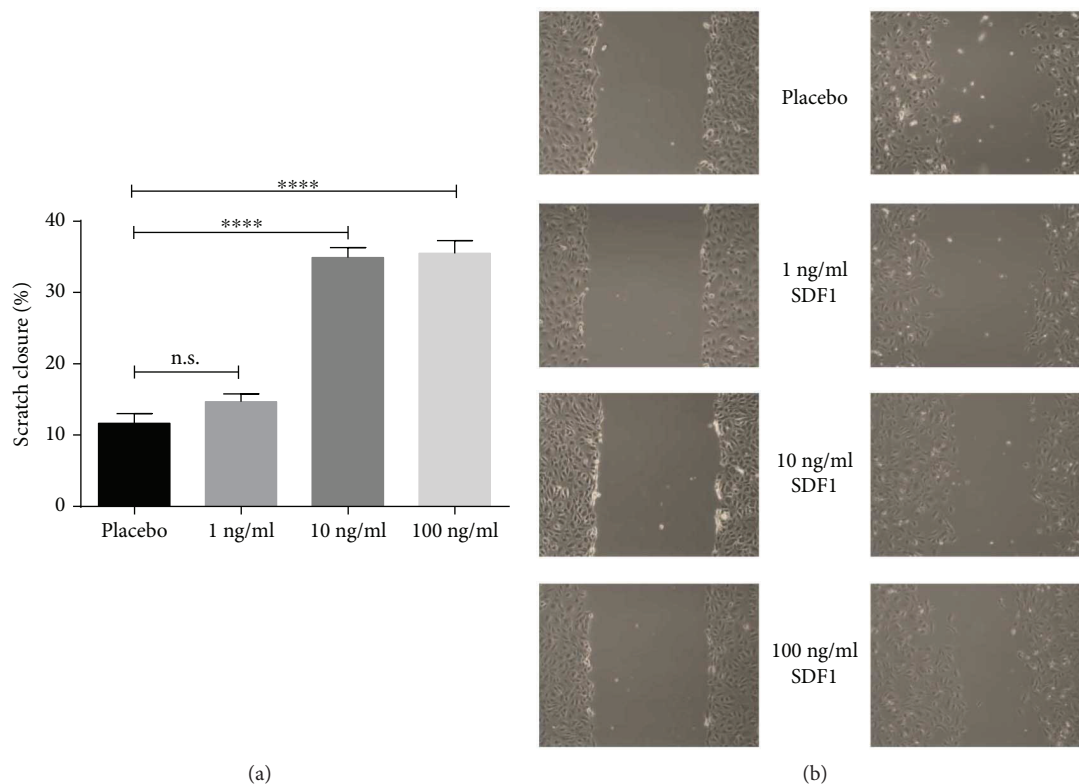 ****
****
n.s.
40
30
20
10
0
Scratch closure (%)
Placebo
1 ng/ml
10 ng/ml
100 ng/ml
(a)
Placebo
1 ng/ml
SDF1
10 ng/ml
SDF1
100 ng/ml
SDF1
(b)